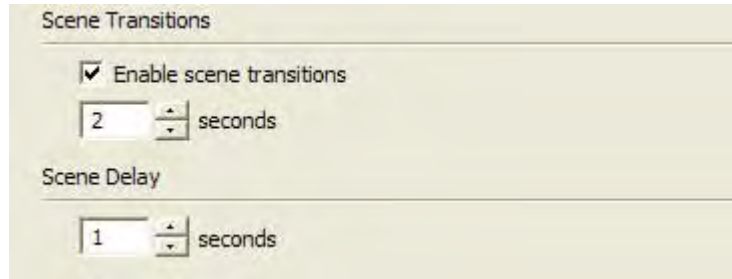 Scene Transitions
Enable scene transitions
2 seconds
Scene Delay
1 seconds